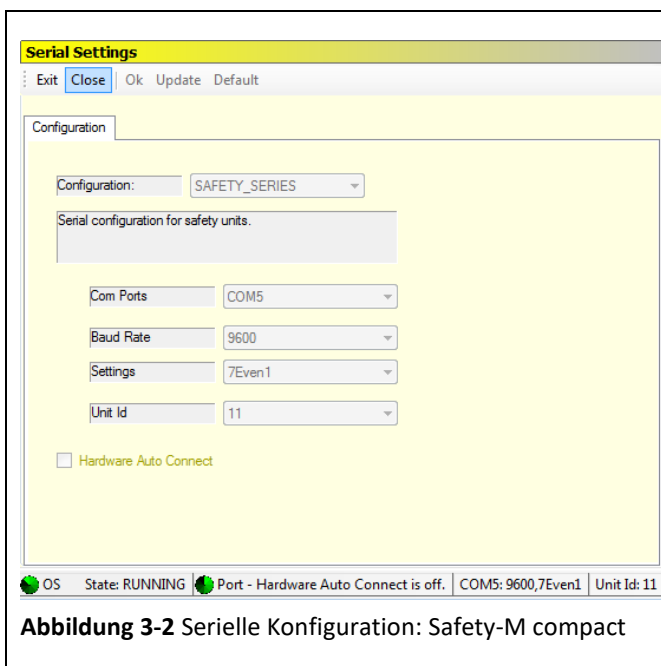 Serial Settings
Exit Close Ok Update Default
Configuration
Configuration: SAFETY_SERIES
Serial configuration for safety units.
Com Ports COM5
Baud Rate 9600
Settings 7Even1
Unit Id 11
Hardware Auto Connect
OS State: RUNNING Port - Hardware Auto Connect is off. COM5: 9600,7Even1 Unit Id: 11
Abbildung 3-2 Serielle Konfiguration: Safety-M compact